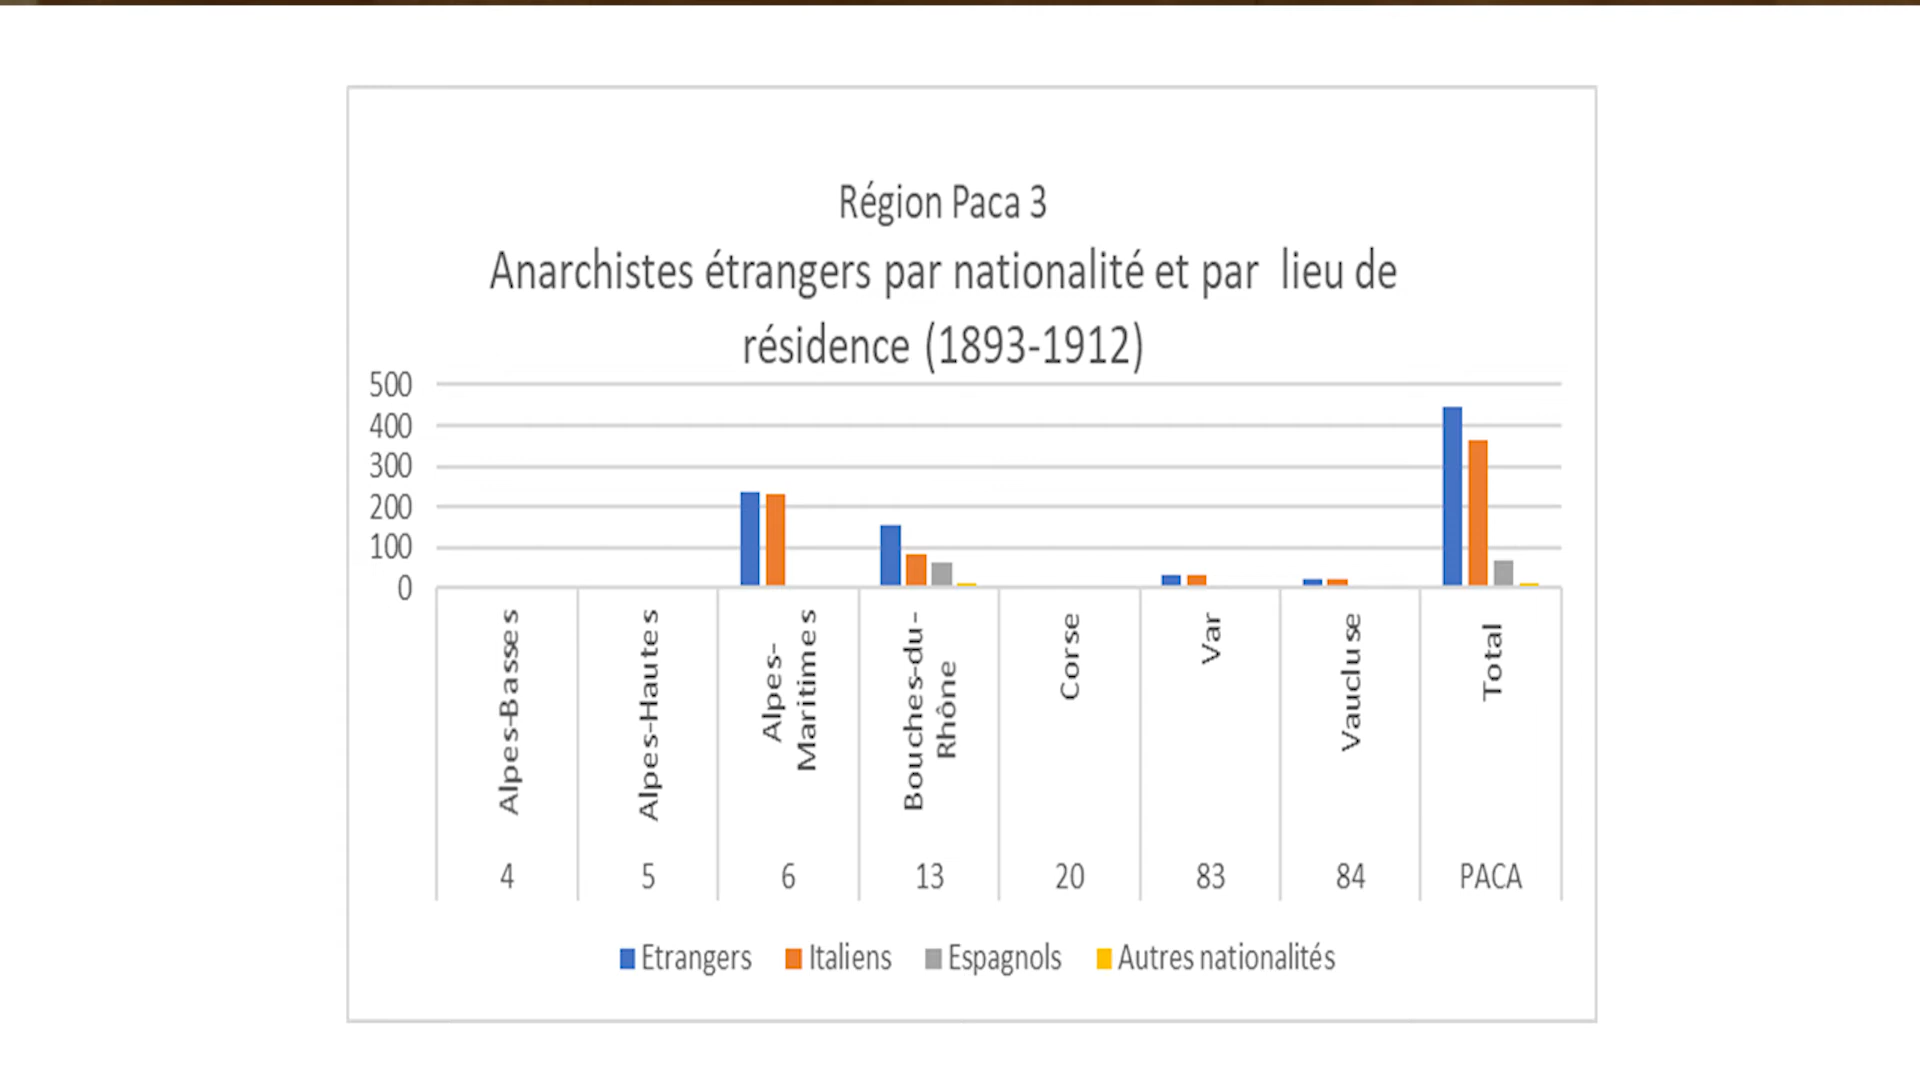 Région Paca 3
Anarchistes étrangers par nationalité et par lieu de
résidence (1893-1912)
500
400
300
200
100
0
Alpes-Basses
Alpes-Hautes
Alpes-
Maritimes
Bouches-du-
Rhône
Corse
Var
Vaucluse
Total
4
5
6
13
20
83
84
PACA
Etrangers
Italiens
Espagnols
Autres nationalités